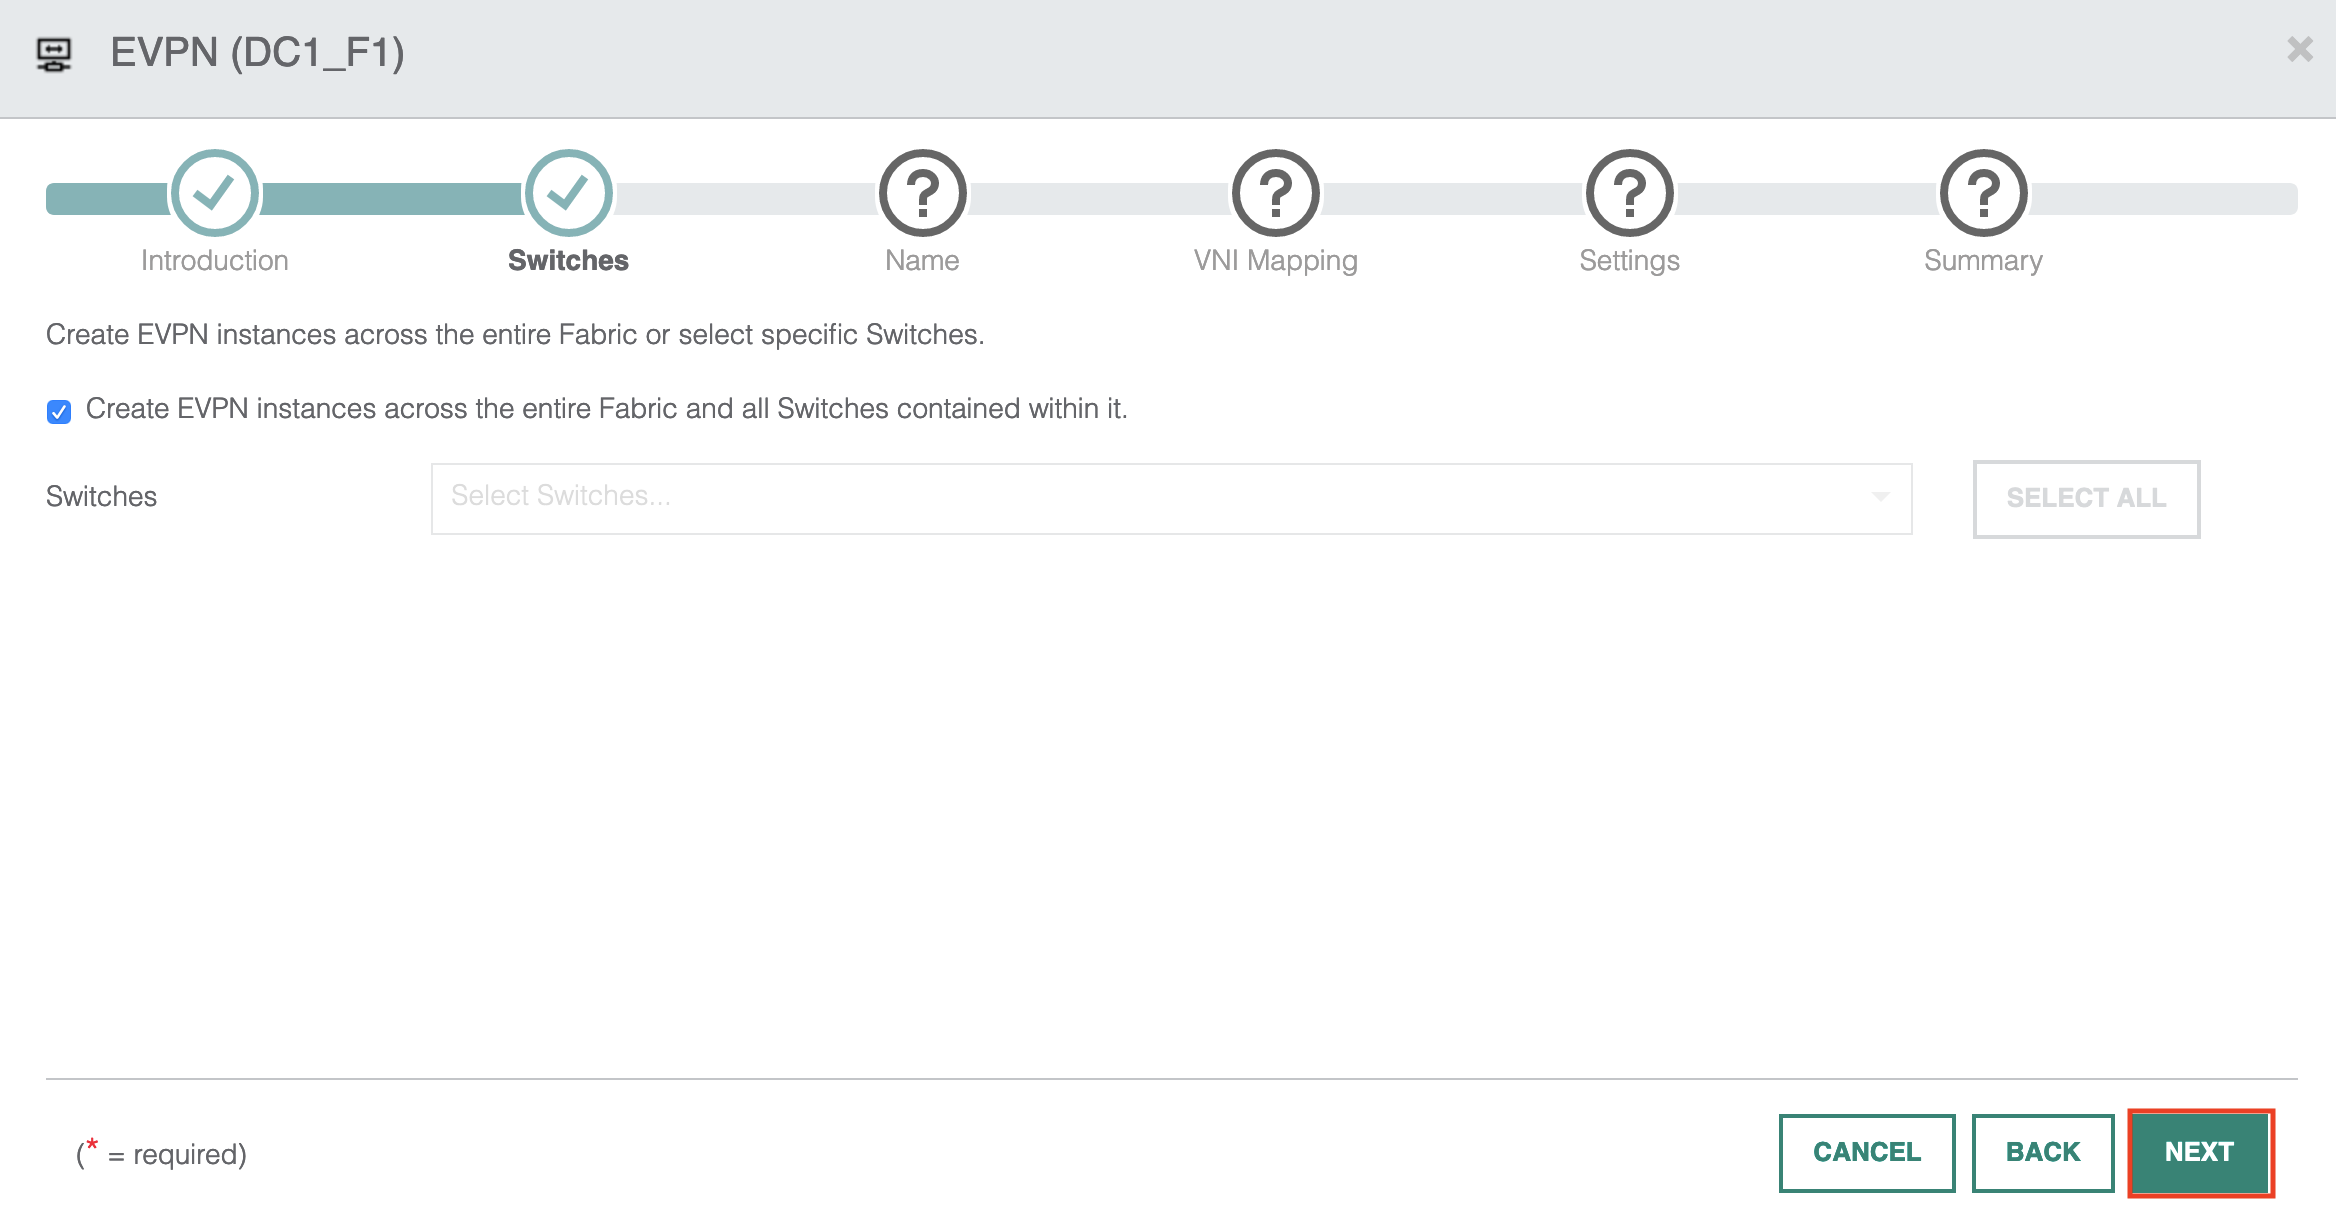 EVPN (DC1_F1)
Introduction
Switches
Name
VNI Mapping
Settings
Summary
Create EVPN instances across the entire Fabric or select specific Switches.
Create EVPN instances across the entire Fabric and all Switches contained within it.
Switches
Select Switches...
SELECT ALL
(* = required)
CANCEL
BACK
NEXT